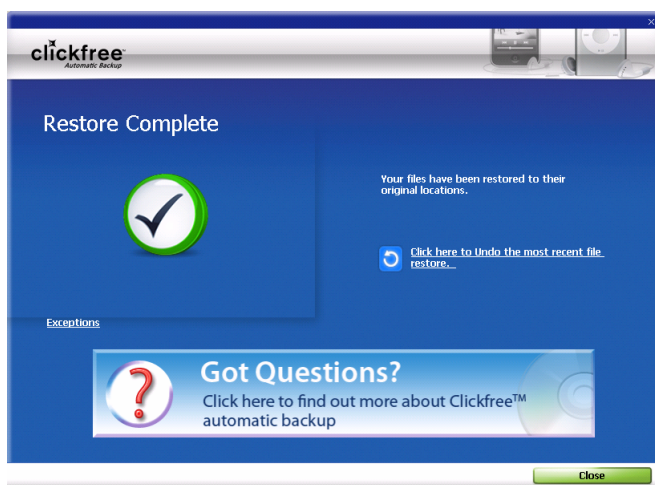 clickfree™
Automatic Backup
Restore Complete
Your files have been restored to their
original locations.
Click here to Undo the most recent file
restore.
Exceptions
?
Got Questions?
Click here to find out more about Clickfree™
automatic backup
Close